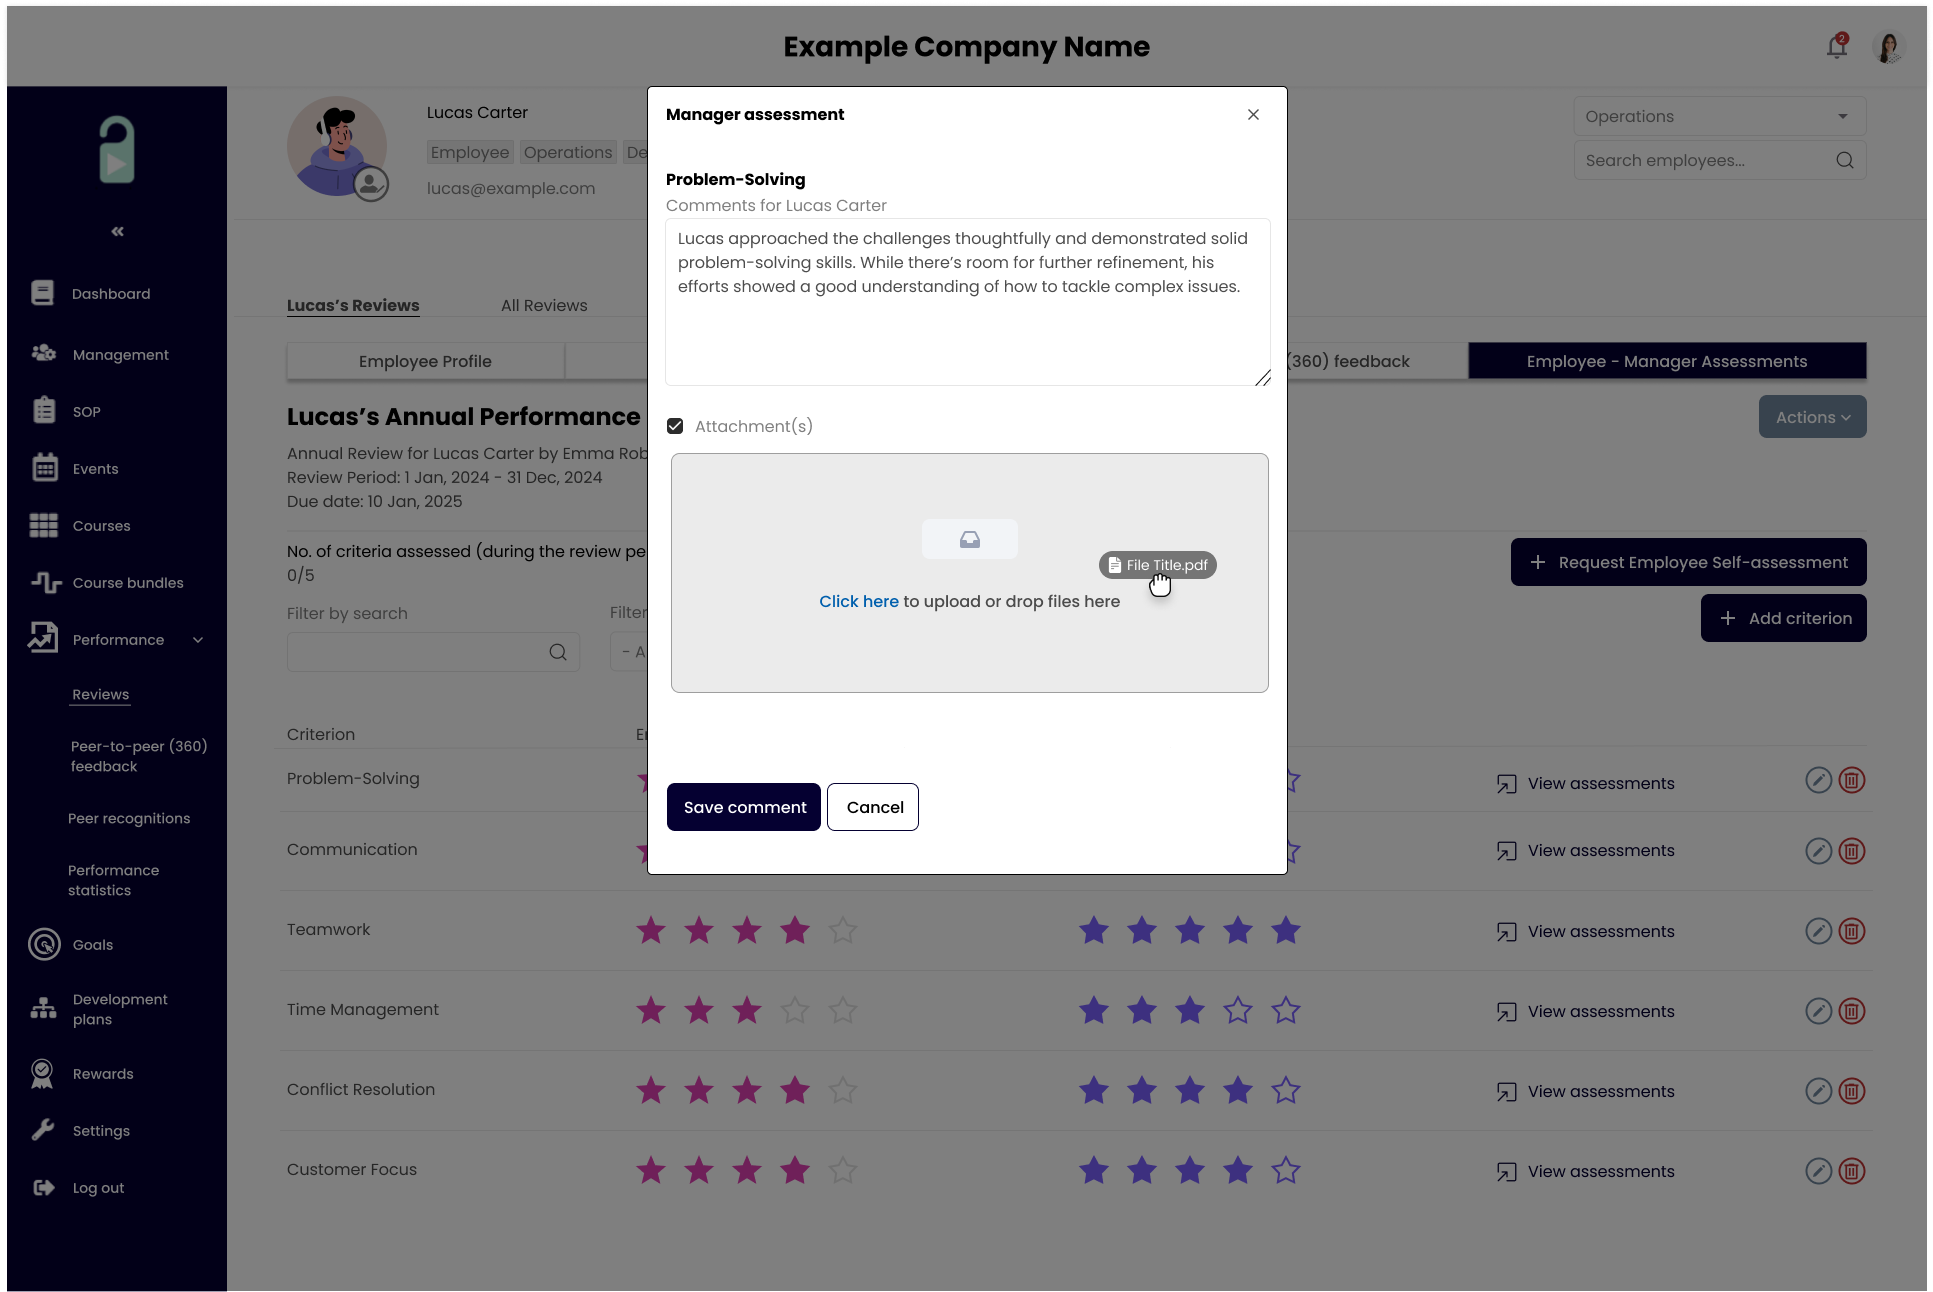 Example Company Name
2
Dashboard
Management
SOP
Events
Courses
Course bundles
Performance
Reviews
Peer-to-peer (360)
feedback
Peer recognitions
Performance
statistics
Goals
Development
plans
Rewards
Settings
Log out
Lucas Carter
Employee Operations De
lucas@example.com
Operations
Search employees...
Lucas's Reviews All Reviews
Employee Profile (360) feedback Employee - Manager Assessments
Lucas's Annual Performance
Actions
Annual Review for Lucas Carter by Emma Rob
Review Period: 1 Jan, 2024 - 31 Dec, 2024
Due date: 10 Jan, 2025
No. of criteria assessed (during the review pe
0/5
Request Employee Self-assessment
Add criterion
Filter by search Filter
- A
Criterion
Problem-Solving View assessments
Communication View assessments
Teamwork View assessments
Time Management View assessments
Conflict Resolution View assessments
Customer Focus View assessments
Manager assessment
Problem-Solving
Comments for Lucas Carter
Lucas approached the challenges thoughtfully and demonstrated solid
problem-solving skills. While there's room for further refinement, his
efforts showed a good understanding of how to tackle complex issues.
Attachment(s)
File Title.pdf
Click here to upload or drop files here
Save comment Cancel